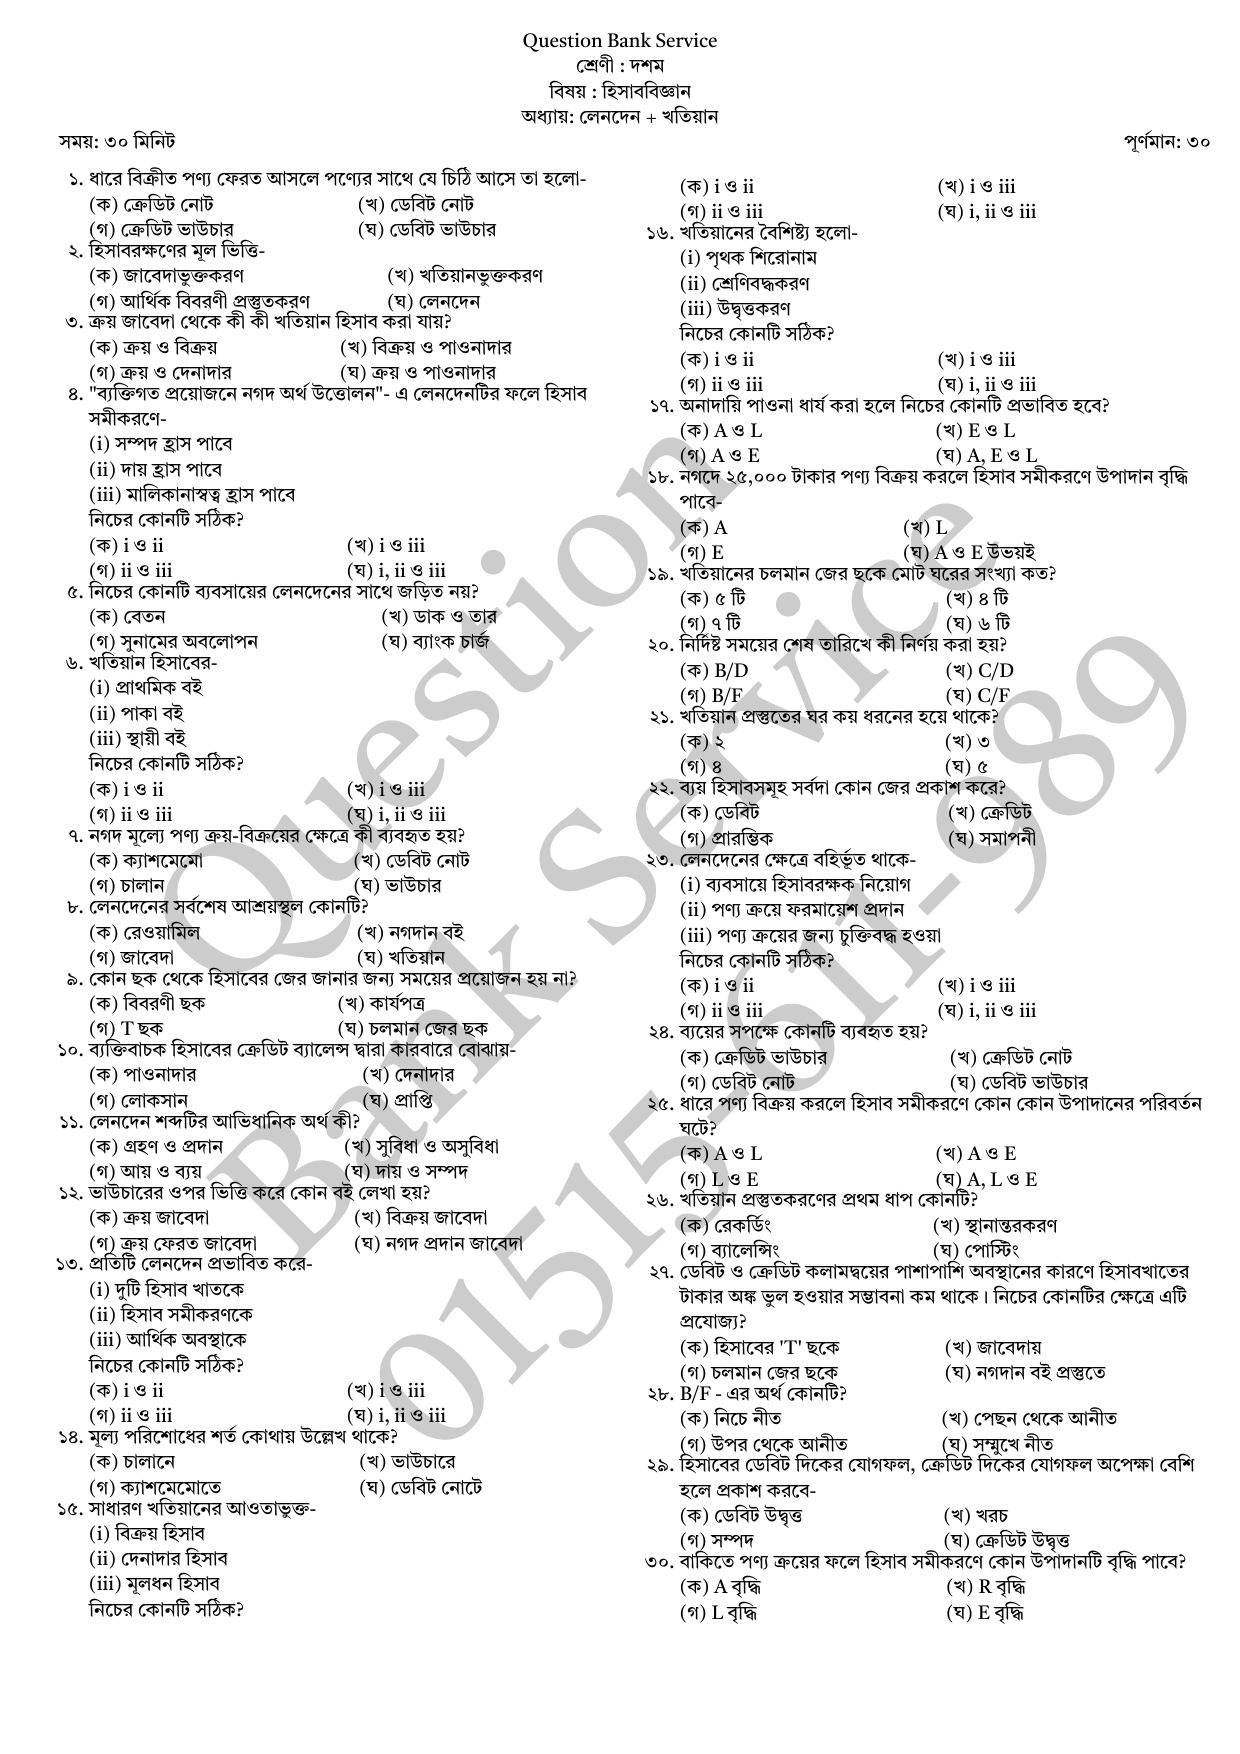 Question Bank Service
শ্রেণী : দশম
বিষয় : হিসাববিজ্ঞান
অধ্যায়: লেনদেন + খতিয়ান
সময়: ৩০ মিনিট পূর্ণমান: ৩০
১. ধারে বিক্রীত পণ্য ফেরত আসলে পণ্যের সাথে যে চিঠি আসে তা হলো-
(ক) ক্রেডিট নোট (খ) ডেবিট নোট
(গ) ক্রেডিট ভাউচার (ঘ) ডেবিট ভাউচার
২. হিসাবরক্ষণের মূল ভিত্তি-
(ক) জাবেদাভুক্তকরণ (খ) খতিয়ানভুক্তকরণ
(গ) আর্থিক বিবরণী প্রস্তুতকরণ (ঘ) লেনদেন
৩. ক্রয় জাবেদা থেকে কী কী খতিয়ান হিসাব করা যায়?
(ক) ক্রয় ও বিক্রয় (খ) বিক্রয় ও পাওনাদার
(গ) ক্রয় ও দেনাদার (ঘ) ক্রয় ও পাওনাদার
৪. "ব্যক্তিগত প্রয়োজনে নগদ অর্থ উত্তোলন"- এ লেনদেনটির ফলে হিসাব
সমীকরণে-
(i) সম্পদ হ্রাস পাবে
(ii) দায় হ্রাস পাবে
(iii) মালিকানাস্বত্ব হ্রাস পাবে
নিচের কোনটি সঠিক?
(ক) i ও ii (খ) i ও iii
(গ) ii ও iii (ঘ) i, ii ও iii
৫. নিচের কোনটি ব্যবসায়ের লেনদেনের সাথে জড়িত নয়?
(ক) বেতন (খ) ডাক ও তার
(গ) সুনামের অবলোপন (ঘ) ব্যাংক চার্জ
৬. খতিয়ান হিসাবের-
(i) প্রাথমিক বই
(ii) পাকা বই
(iii) স্থায়ী বই
নিচের কোনটি সঠিক?
(ক) i ও ii (খ) i ও iii
(গ) ii ও iii (ঘ) i, ii ও iii
৭. নগদ মূল্যে পণ্য ক্রয়-বিক্রয়ের ক্ষেত্রে কী ব্যবহৃত হয়?
(ক) ক্যাশমেমো (খ) ডেবিট নোট
(গ) চালান (ঘ) ভাউচার
৮. লেনদেনের সর্বশেষ আশ্রয়স্থল কোনটি?
(ক) রেওয়ামিল (খ) নগদান বই
(গ) জাবেদা (ঘ) খতিয়ান
৯. কোন ছক থেকে হিসাবের জের জানার জন্য সময়ের প্রয়োজন হয় না?
(ক) বিবরণী ছক (খ) কার্যপত্র
(গ) T ছক (ঘ) চলমান জের ছক
১০. ব্যক্তিবাচক হিসাবের ক্রেডিট ব্যালেন্স দ্বারা কারবারে বোঝায়-
(ক) পাওনাদার (খ) দেনাদার
(গ) লোকসান (ঘ) প্রাপ্তি
১১. লেনদেন শব্দটির আভিধানিক অর্থ কী?
(ক) গ্রহণ ও প্রদান (খ) সুবিধা ও অসুবিধা
(গ) আয় ও ব্যয় (ঘ) দায় ও সম্পদ
১২. ভাউচারের ওপর ভিত্তি করে কোন বই লেখা হয়?
(ক) ক্রয় জাবেদা (খ) বিক্রয় জাবেদা
(গ) ক্রয় ফেরত জাবেদা (ঘ) নগদ প্রদান জাবেদা
১৩. প্রতিটি লেনদেন প্রভাবিত করে-
(i) দুটি হিসাব খাতকে
(ii) হিসাব সমীকরণকে
(iii) আর্থিক অবস্থাকে
নিচের কোনটি সঠিক?
(ক) i ও ii (খ) i ও iii
(গ) ii ও iii (ঘ) i, ii ও iii
১৪. মূল্য পরিশোধের শর্ত কোথায় উল্লেখ থাকে?
(ক) চালানে (খ) ভাউচারে
(গ) ক্যাশমেমোতে (ঘ) ডেবিট নোটে
১৫. সাধারণ খতিয়ানের আওতাভুক্ত-
(i) বিক্রয় হিসাব
(ii) দেনাদার হিসাব
(iii) মূলধন হিসাব
নিচের কোনটি সঠিক?
(ক) i ও ii (খ) i ও iii
(গ) ii ও iii (ঘ) i, ii ও iii
১৬. খতিয়ানের বৈশিষ্ট্য হলো-
(i) পৃথক শিরোনাম
(ii) শ্রেণিবদ্ধকরণ
(iii) উদ্বৃত্তকরণ
নিচের কোনটি সঠিক?
(ক) i ও ii (খ) i ও iii
(গ) ii ও iii (ঘ) i, ii ও iii
১৭. অনাদায়ি পাওনা ধার্য করা হলে নিচের কোনটি প্রভাবিত হবে?
(ক) A ও L (খ) E ও L
(গ) A ও E (ঘ) A, E ও L
১৮. নগদে ২৫,০০০ টাকার পণ্য বিক্রয় করলে হিসাব সমীকরণে উপাদান বৃদ্ধি
পাবে-
(ক) A (খ) L
(গ) E (ঘ) A ও E উভয়ই
১৯. খতিয়ানের চলমান জের ছকে মোট ঘরের সংখ্যা কত?
(ক) ৫ টি (খ) ৪ টি
(গ) ৭ টি (ঘ) ৬ টি
২০. নির্দিষ্ট সময়ের শেষ তারিখে কী নির্ণয় করা হয়?
(ক) B/D (খ) C/D
(গ) B/F (ঘ) C/F
২১. খতিয়ান প্রস্তুতের ঘর কয় ধরনের হয়ে থাকে?
(ক) ২ (খ) ৩
(গ) ৪ (ঘ) ৫
২২. ব্যয় হিসাবসমূহ সর্বদা কোন জের প্রকাশ করে?
(ক) ডেবিট (খ) ক্রেডিট
(গ) প্রারম্ভিক (ঘ) সমাপনী
২৩. লেনদেনের ক্ষেত্রে বহির্ভূত থাকে-
(i) ব্যবসায়ে হিসাবরক্ষক নিয়োগ
(ii) পণ্য ক্রয়ে ফরমায়েশ প্রদান
(iii) পণ্য ক্রয়ের জন্য চুক্তিবদ্ধ হওয়া
নিচের কোনটি সঠিক?
(ক) i ও ii (খ) i ও iii
(গ) ii ও iii (ঘ) i, ii ও iii
২৪. ব্যয়ের সপক্ষে কোনটি ব্যবহৃত হয়?
(ক) ক্রেডিট ভাউচার (খ) ক্রেডিট নোট
(গ) ডেবিট নোট (ঘ) ডেবিট ভাউচার
২৫. ধারে পণ্য বিক্রয় করলে হিসাব সমীকরণে কোন কোন উপাদানের পরিবর্তন
ঘটে?
(ক) A ও L (খ) A ও E
(গ) L ও E (ঘ) A, L ও E
২৬. খতিয়ান প্রস্তুতকরণের প্রথম ধাপ কোনটি?
(ক) রেকর্ডিং (খ) স্থানান্তরকরণ
(গ) ব্যালেন্সিং (ঘ) পোস্টিং
২৭. ডেবিট ও ক্রেডিট কলামদ্বয়ের পাশাপাশি অবস্থানের কারণে হিসাবখাতের
টাকার অঙ্ক ভুল হওয়ার সম্ভাবনা কম থাকে। নিচের কোনটির ক্ষেত্রে এটি
প্রযোজ্য?
(ক) হিসাবের 'T' ছকে (খ) জাবেদায়
(গ) চলমান জের ছকে (ঘ) নগদান বই প্রস্তুতে
২৮. B/F - এর অর্থ কোনটি?
(ক) নিচে নীত (খ) পেছন থেকে আনীত
(গ) উপর থেকে আনীত (ঘ) সম্মুখে নীত
২৯. হিসাবের ডেবিট দিকের যোগফল, ক্রেডিট দিকের যোগফল অপেক্ষা বেশি
হলে প্রকাশ করবে-
(ক) ডেবিট উদ্বৃত্ত (খ) খরচ
(গ) সম্পদ (ঘ) ক্রেডিট উদ্বৃত্ত
৩০. বাকিতে পণ্য ক্রয়ের ফলে হিসাব সমীকরণে কোন উপাদানটি বৃদ্ধি পাবে?
(ক) A বৃদ্ধি (খ) R বৃদ্ধি
(গ) L বৃদ্ধি (ঘ) E বৃদ্ধি
Question
Bank Service
01515-611-989